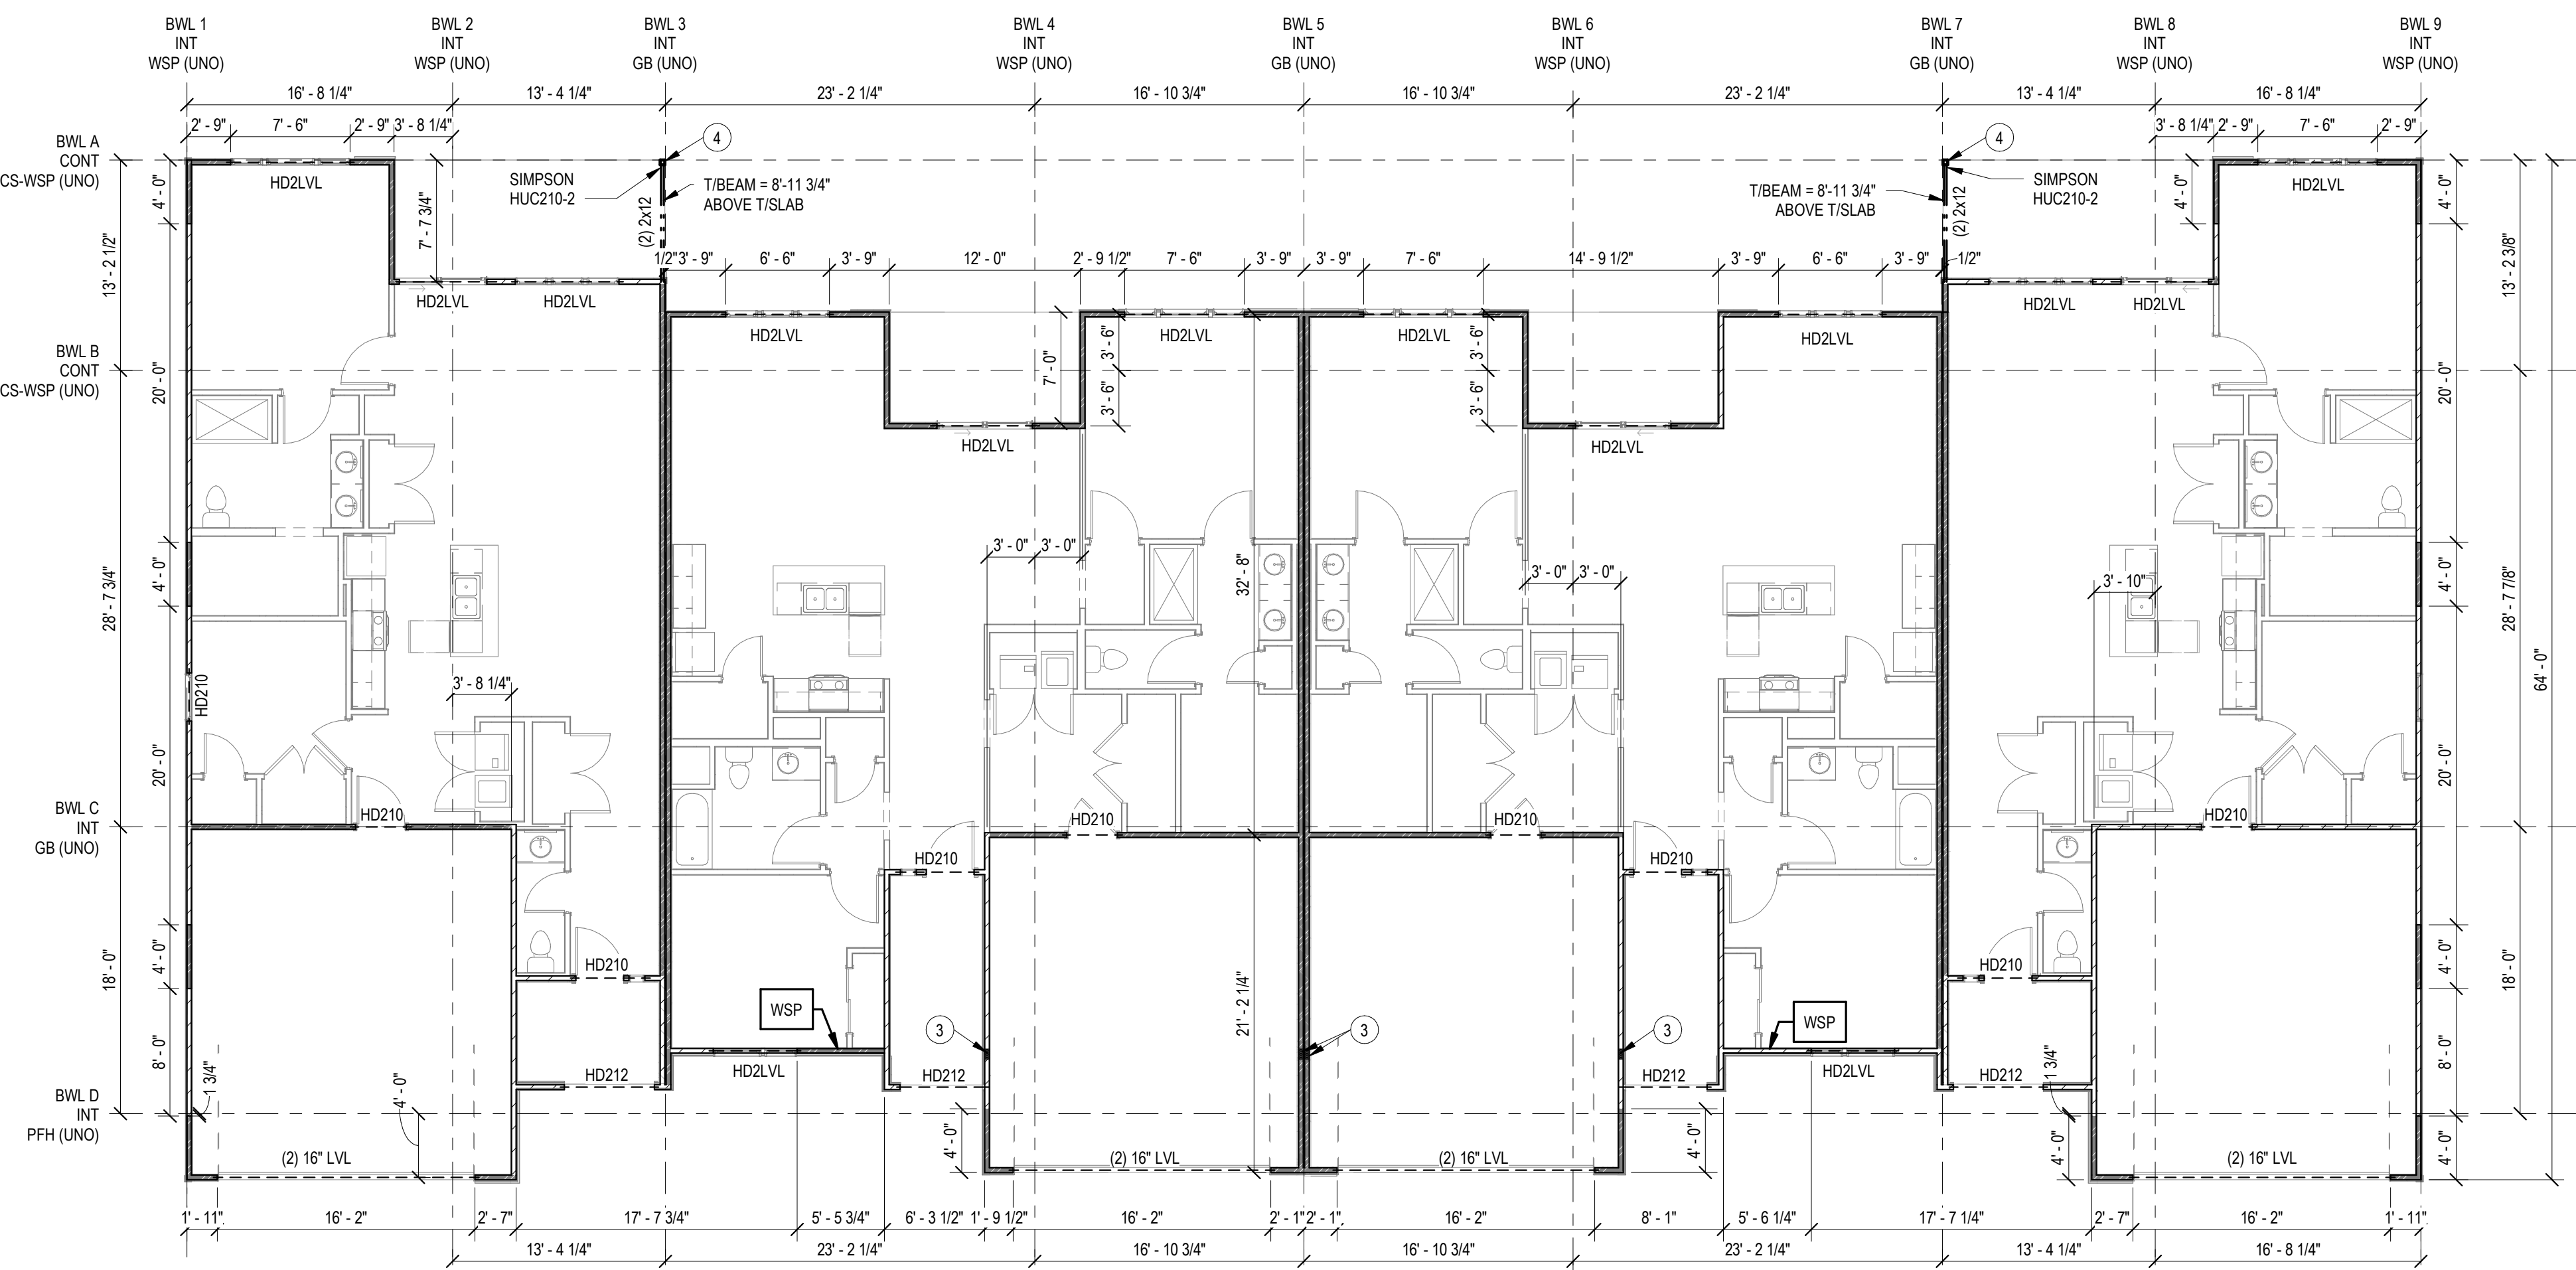 BWL 1
INT
WSP (UNO)
BWL 2
INT
WSP (UNO)
BWL 3
INT
GB (UNO)
BWL 4
INT
WSP (UNO)
BWL 5
INT
GB (UNO)
BWL 6
INT
WSP (UNO)
BWL 7
INT
GB (UNO)
BWL 8
INT
WSP (UNO)
BWL 9
INT
WSP (UNO)
16' - 8 1/4"
13' - 4 1/4"
23' - 2 1/4"
16' - 10 3/4"
16' - 10 3/4"
23' - 2 1/4"
13' - 4 1/4"
16' - 8 1/4"
2' - 9"
7' - 6"
2' - 9"
3' - 8 1/4"
4
4
3' - 8 1/4"
2' - 9"
7' - 6"
2' - 9"
BWL A
CONT
CS-WSP (UNO)
4' - 0"
HD2LVL
7' - 7 3/4"
SIMPSON
HUC210-2
(2) 2x12
T/BEAM = 8'-11 3/4"
ABOVE T/SLAB
T/BEAM = 8'-11 3/4"
ABOVE T/SLAB
(2) 2x12
SIMPSON
HUC210-2
4' - 0"
HD2LVL
4' - 0"
13' - 2 1/2"
13' - 2 3/8"
1/2"
3' - 9"
6' - 6"
3' - 9"
12' - 0"
2' - 9 1/2"
7' - 6"
3' - 9"
3' - 9"
7' - 6"
14' - 9 1/2"
3' - 9"
6' - 6"
3' - 9"
1/2"
HD2LVL
HD2LVL
HD2LVL
HD2LVL
HD2LVL
HD2LVL
HD2LVL
HD2LVL
3' - 6"
3' - 6"
BWL B
CONT
CS-WSP (UNO)
20' - 0"
7' - 0"
3' - 6"
3' - 6"
20' - 0"
HD2LVL
HD2LVL
28' - 7 3/4"
4' - 0"
3' - 0"
3' - 0"
32' - 8"
3' - 0"
3' - 0"
3' - 10"
4' - 0"
28' - 7 7/8"
64' - 0"
HD210
3' - 8 1/4"
20' - 0"
20' - 0"
BWL C
INT
GB (UNO)
HD210
HD210
HD210
HD210
HD210
HD210
18' - 0"
4' - 0"
HD210
HD210
4' - 0"
18' - 0"
WSP
3
21' - 2 1/4"
3
3
WSP
8' - 0"
8' - 0"
1 3/4"
4' - 0"
HD212
HD2LVL
HD212
HD212
HD2LVL
HD212
1 3/4"
BWL D
INT
PFH (UNO)
(2) 16" LVL
4' - 0"
(2) 16" LVL
(2) 16" LVL
4' - 0"
4' - 0"
(2) 16" LVL
4' - 0"
1' - 11"
16' - 2"
2' - 7"
17' - 7 3/4"
5' - 5 3/4"
6' - 3 1/2"
1' - 9 1/2"
16' - 2"
2' - 1"
2' - 1"
16' - 2"
8' - 1"
5' - 6 1/4"
17' - 7 1/4"
2' - 7"
16' - 2"
1' - 11"
13' - 4 1/4"
23' - 2 1/4"
16' - 10 3/4"
16' - 10 3/4"
23' - 2 1/4"
13' - 4 1/4"
16' - 8 1/4"